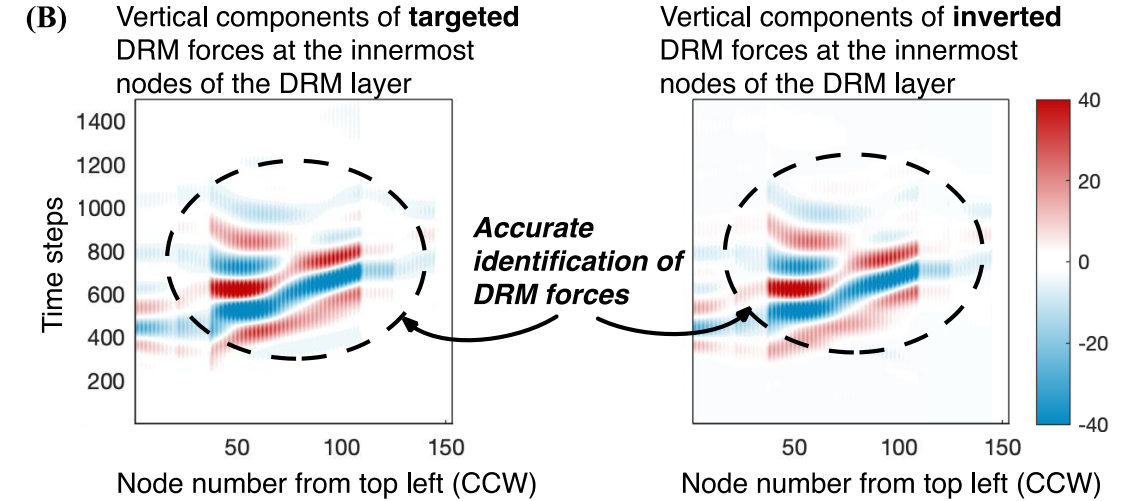 (B)
Vertical components of targeted
DRM forces at the innermost
nodes of the DRM layer
Vertical components of inverted
DRM forces at the innermost
nodes of the DRM layer
Time steps
1400
1200
1000
800
600
400
200
50
100
150
Node number from top left (CCW)
Accurate
identification of
DRM forces
50
100
150
Node number from top left (CCW)
40
20
0
-20
-40